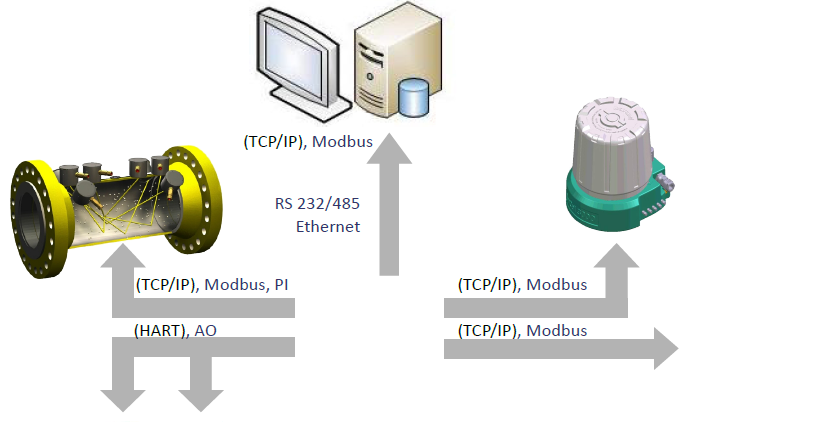 (TCP/IP), Modbus
RS 232/485
Ethernet
(TCP/IP), Modbus, PI
(TCP/IP), Modbus
(HART), AO
(TCP/IP), Modbus